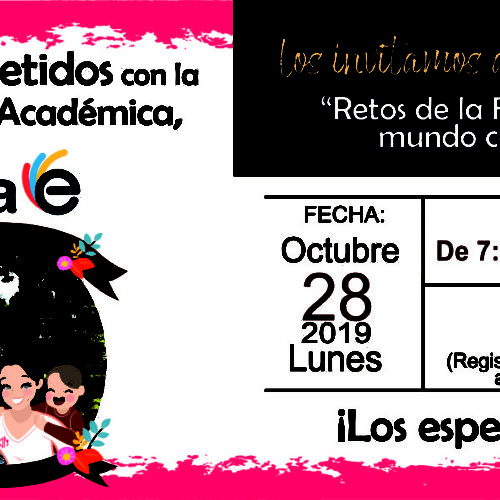 etidos con la
Académica,
a e
Los invitamos a
“Retos de la F
mundo c
FECHA:
Octubre
28
2019
Lunes
De 7:
(Regis
a
¡Los espe